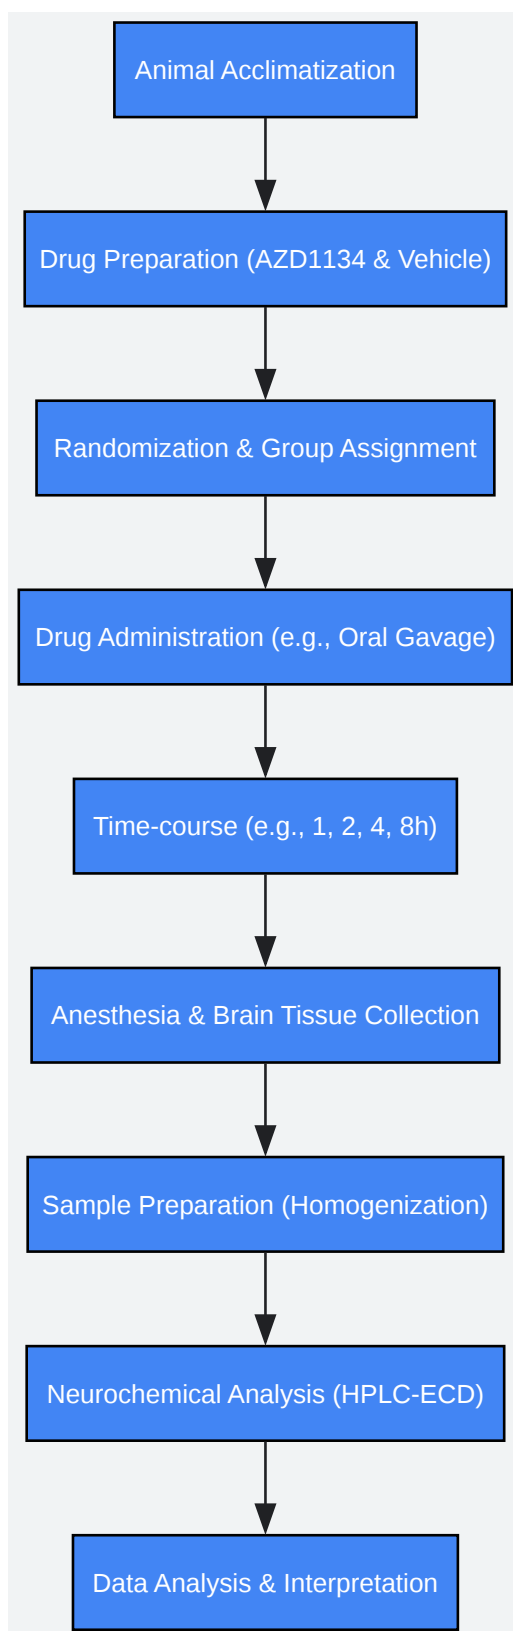 Animal Acclimatization
Drug Preparation (AZD1134 & Vehicle)
Randomization & Group Assignment
Drug Administration (e.g., Oral Gavage)
Time-course (e.g., 1, 2, 4, 8h)
Anesthesia & Brain Tissue Collection
Sample Preparation (Homogenization)
Neurochemical Analysis (HPLC-ECD)
Data Analysis & Interpretation